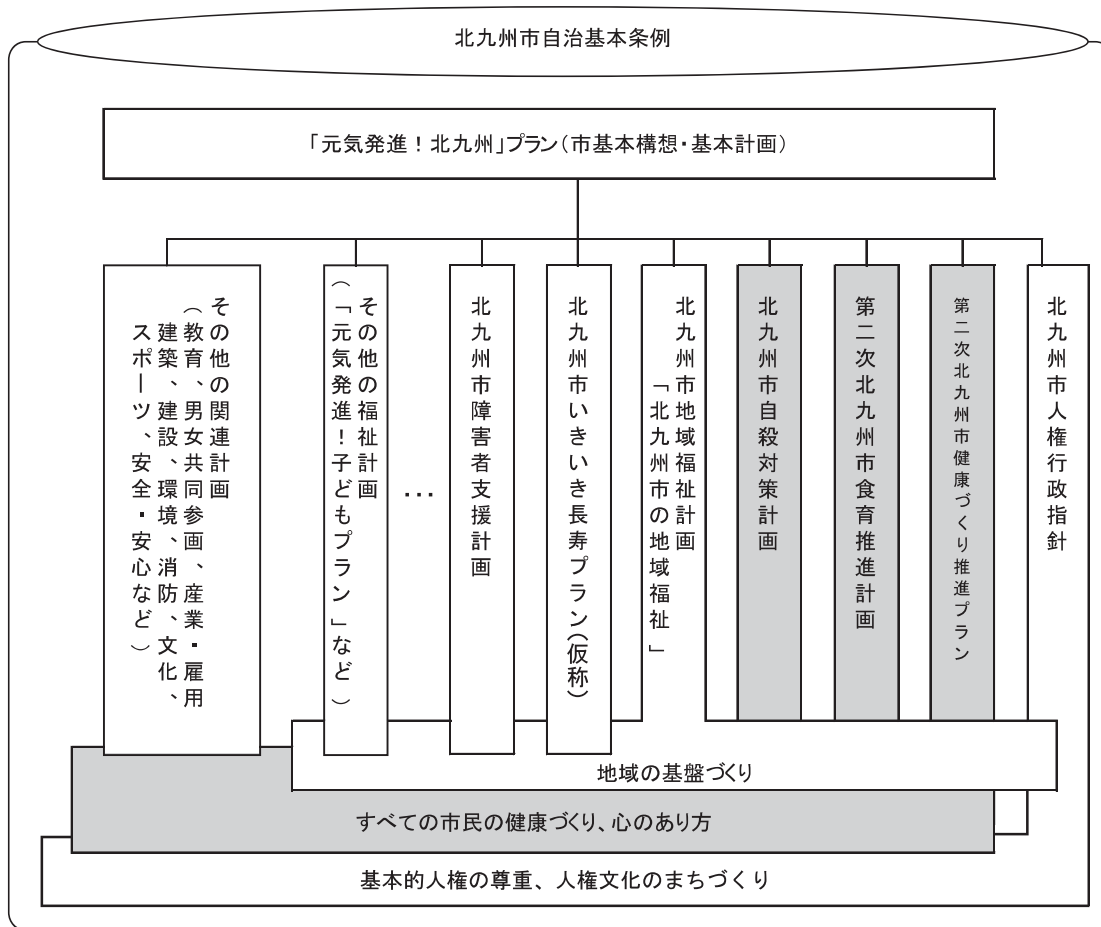 北九州市自治基本条例
「元気発進！北九州」プラン（市基本構想・基本計画）
北九州市人権行政指針
第二次北九州市健康づくり推進プラン
第二次北九州市食育推進計画
北九州市自殺対策計画
北九州市地域福祉計画
「北九州市の地域福祉」
北九州市いきいき長寿プラン（仮称）
北九州市障害者支援計画
…
その他の福祉計画
（「元気発進！子どもプラン」など）
その他の関連計画
（教育、男女共同参画、産業・雇用
建築、建設、環境、消防、文化、
スポーツ、安全・安心など）
地域の基盤づくり
すべての市民の健康づくり、心のあり方
基本的人権の尊重、人権文化のまちづくり